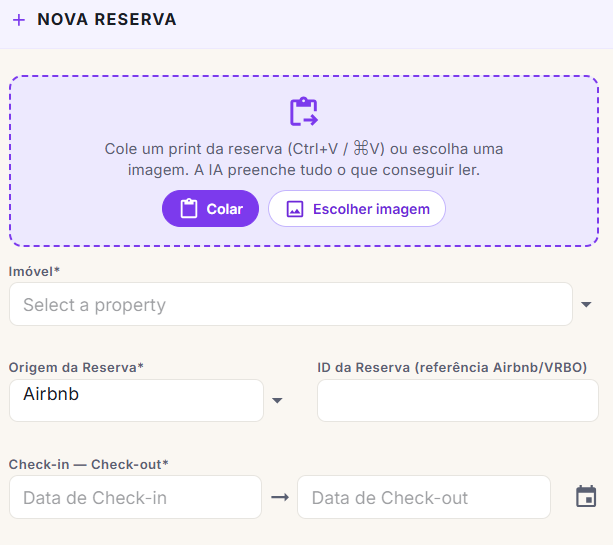 + NOVA RESERVA
Cole um print da reserva (Ctrl+V / ⌘V) ou escolha uma
imagem. A IA preenche tudo o que conseguir ler.
Colar
Escolher imagem
Imóvel*
Select a property
Origem da Reserva*
ID da Reserva (referência Airbnb/VRBO)
Airbnb
Check-in — Check-out*
Data de Check-in → Data de Check-out